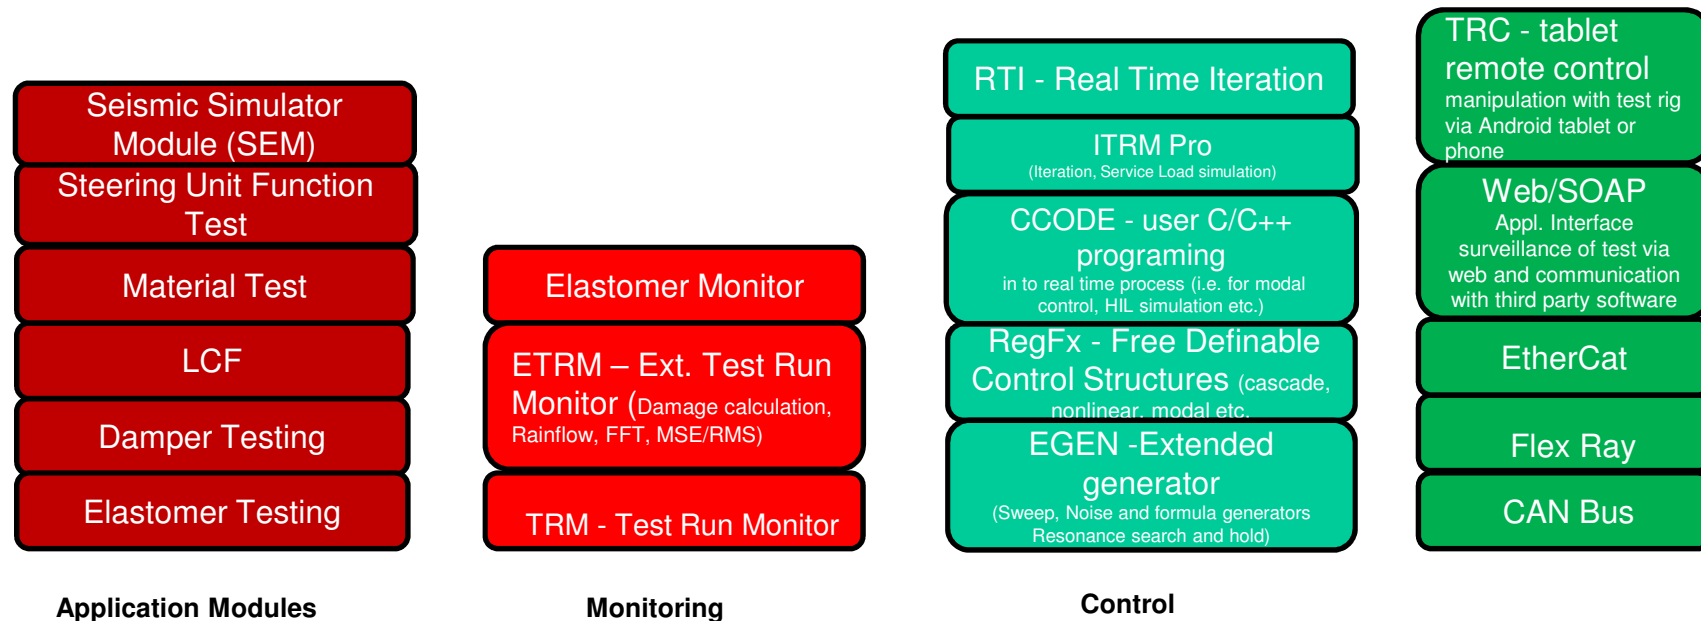 Seismic Simulator
Module (SEM)
Steering Unit Function
Test
Material Test
LCF
Damper Testing
Elastomer Testing
Application Modules
Elastomer Monitor
ETRM – Ext. Test Run
Monitor (Damage calculation,
Rainflow, FFT, MSE/RMS)
TRM - Test Run Monitor
Monitoring
RTI - Real Time Iteration
ITRM Pro
(Iteration, Service Load simulation)
CCODE - user C/C++
programing
in to real time process (i.e. for modal
control, HIL simulation etc.)
RegFx - Free Definable
Control Structures (cascade,
nonlinear, modal etc.
EGEN -Extended
generator
(Sweep, Noise and formula generators
Resonance search and hold)
Control
TRC - tablet
remote control
manipulation with test rig
via Android tablet or
phone
Web/SOAP
Appl. Interface
surveillance of test via
web and communication
with third party software
EtherCat
Flex Ray
CAN Bus